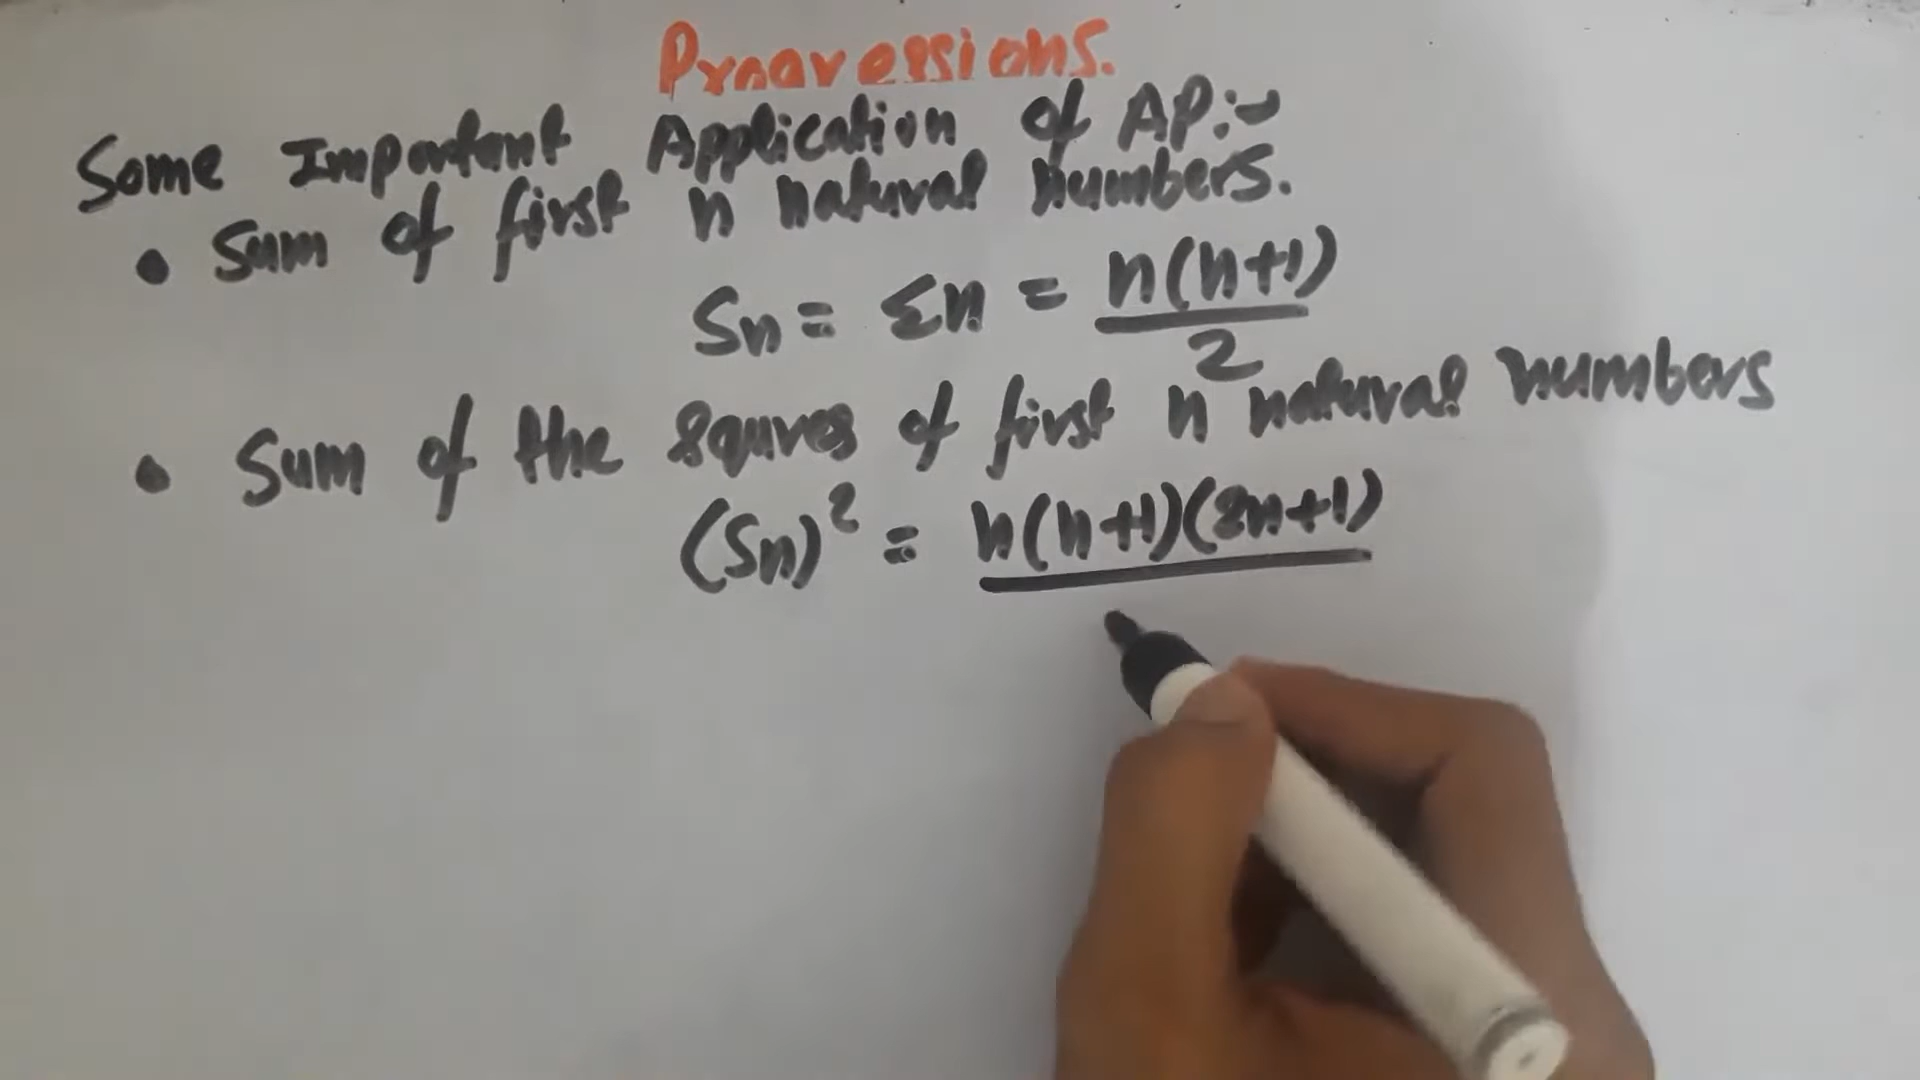 Progressions.
Some Important Application of AP:-
• Sum of first n natural numbers.
Sn = Σn = n(n+1)/2
• Sum of the squres of first n natural numbers
(Sn)² = n(n+1)(2n+1)